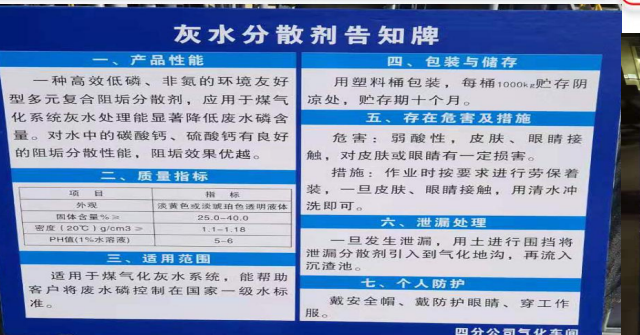 灰水分散剂告知牌
一、产品性能
一种高效低磷、非氮的环境友好
型多元复合阻垢分散剂，应用于煤气
化系统灰水处理能显著降低废水磷含
量。对水中的碳酸钙、硫酸钙有良好
的阻垢分散性能，阻垢效果优越。
二、质量指标
项 目 指 标
外观 淡黄色或淡琥珀色透明液体
固体含量%≥ 25.0-40.0
密度（20℃）g/cm3≥ 1.1-1.18
PH值(1%水溶液) 5-6
三、适用范围
适用于煤气化灰水系统，能帮助
客户将废水磷控制在国家一级水标
准。
四、包装与储存
用塑料桶包装，每桶1000kg贮存阴
凉处，贮存期十个月。
五、存在危害及措施
危害：弱酸性，皮肤、眼睛接
触，对皮肤或眼睛有一定损害。
措施：作业时按要求进行劳保着
装，一旦皮肤、眼睛接触，用清水冲
洗即可。
六、泄漏处理
一旦发生泄漏，用土进行围挡将
泄漏分散剂引入到气化地沟，再流入
沉渣池。
七、个人防护
戴安全帽、戴防护眼睛、穿工作
服。
四分公司气化车间